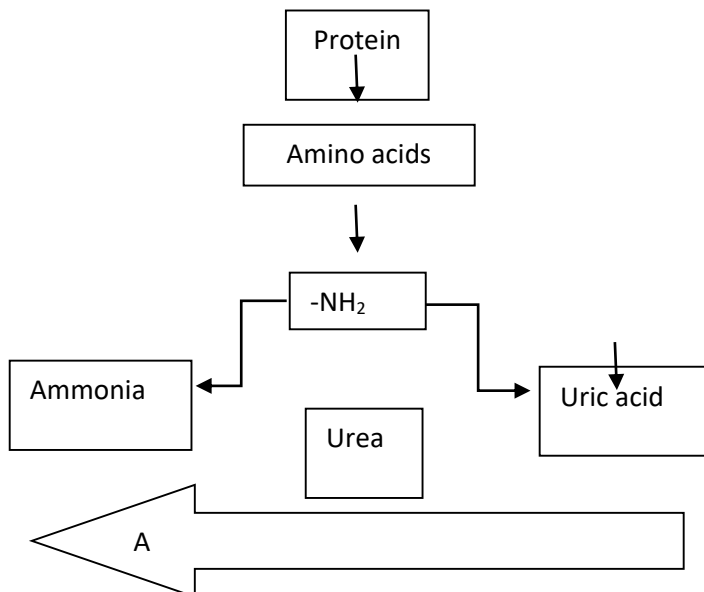 Protein
Amino acids
-NH₂
Ammonia
Uric acid
Urea
A